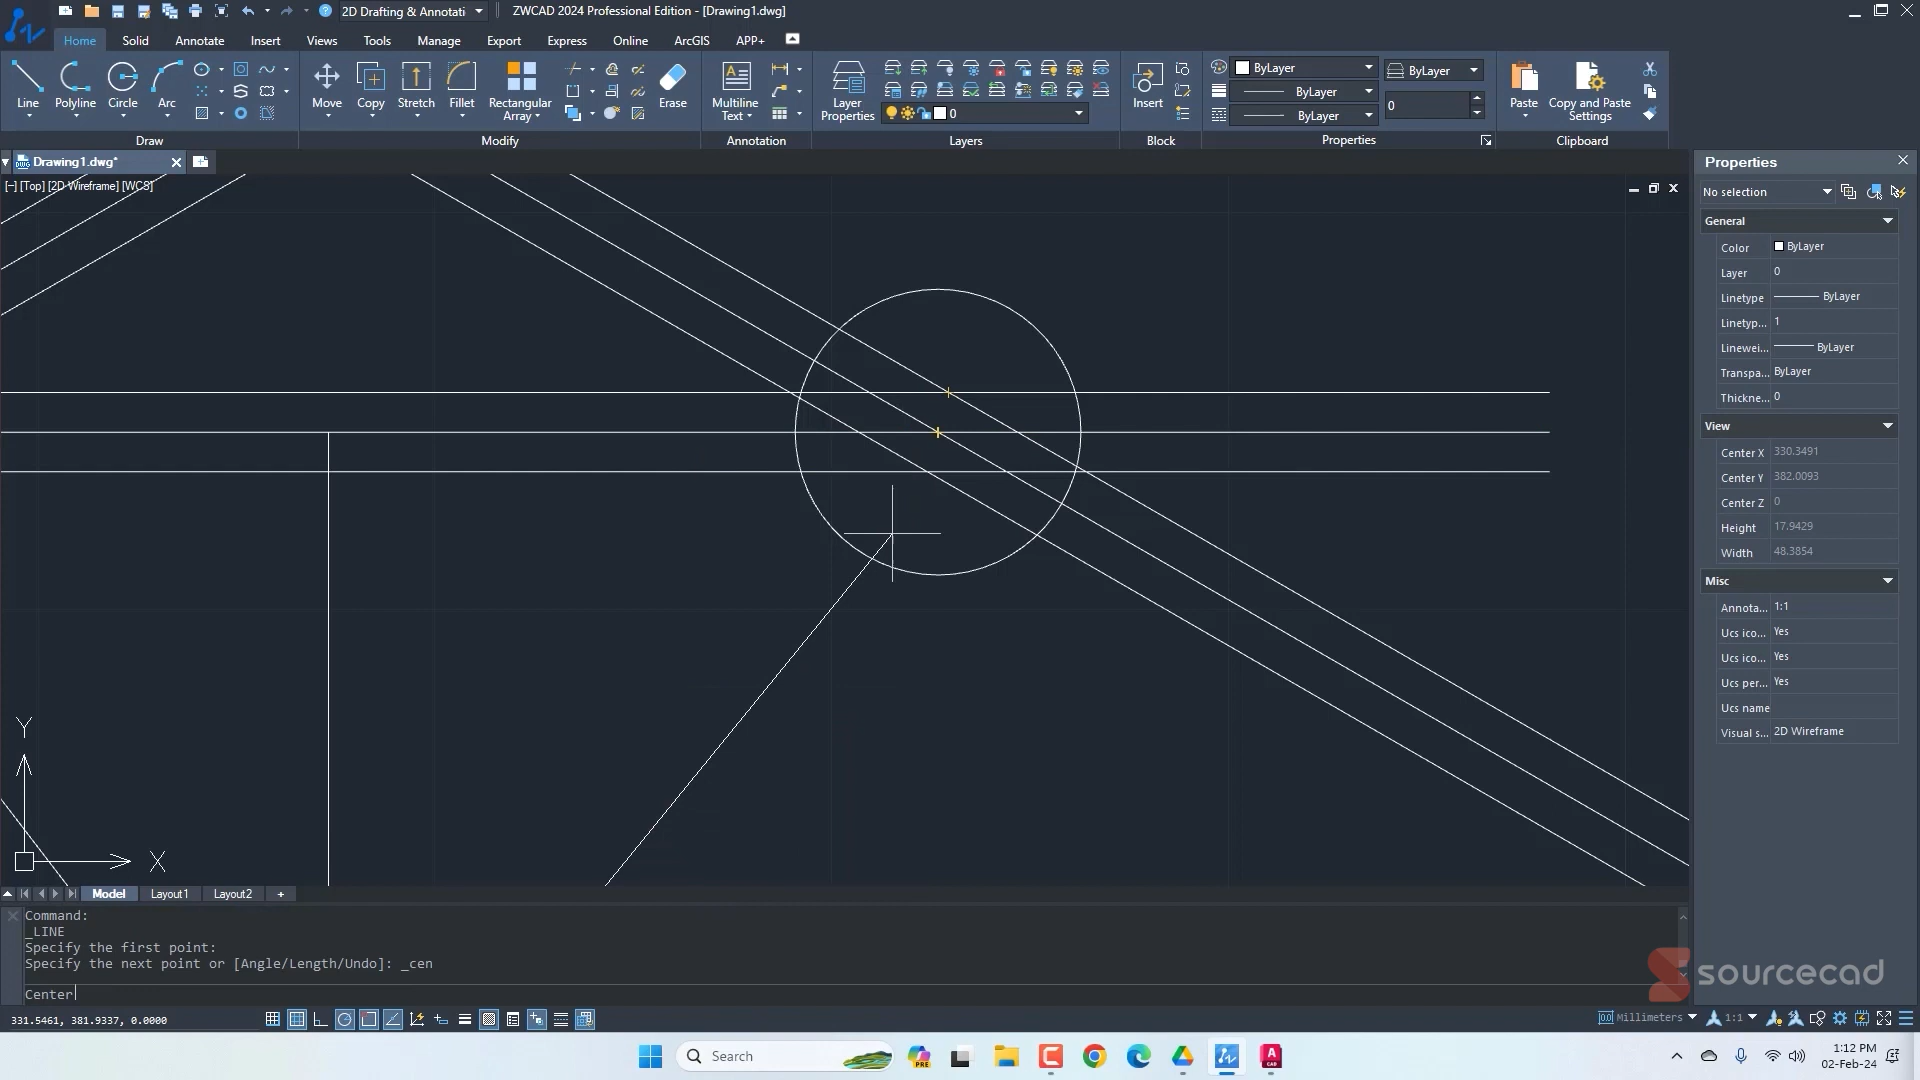 2D Drafting & Annotati
ZWCAD 2024 Professional Edition - [Drawing1.dwg]
Home Solid Annotate Insert Views Tools Manage Export Express Online ArcGIS APP+
Line Polyline Circle Arc
Move Copy Stretch Fillet Rectangular Array Erase
Multiline Text
Layer Properties
0
Insert
ByLayer ByLayer
ByLayer
0
ByLayer
Paste Copy and Paste Settings
Draw Modify Annotation Layers Block Properties Clipboard
Drawing1.dwg*
[−] [Top] [2D Wireframe] [WCS]
Properties
No selection
General
Color ByLayer
Layer 0
Linetype ByLayer
Linetyp... 1
Linewei... ByLayer
Transpa... ByLayer
Thickne... 0
View
Center X 330.3491
Center Y 382.0093
Center Z 0
Height 17.9429
Width 48.3854
Misc
Annota... 1:1
Ucs ico... Yes
Ucs ico... Yes
Ucs per... Yes
Ucs name
Visual s... 2D Wireframe
Y
X
Model Layout1 Layout2 +
Command:
_LINE
Specify the first point:
Specify the next point or [Angle/Length/Undo]: _cen
Center
sourcecad
331.5461, 381.9337, 0.0000
Millimeters 1:1
Search
PRE
1:12 PM
02-Feb-24